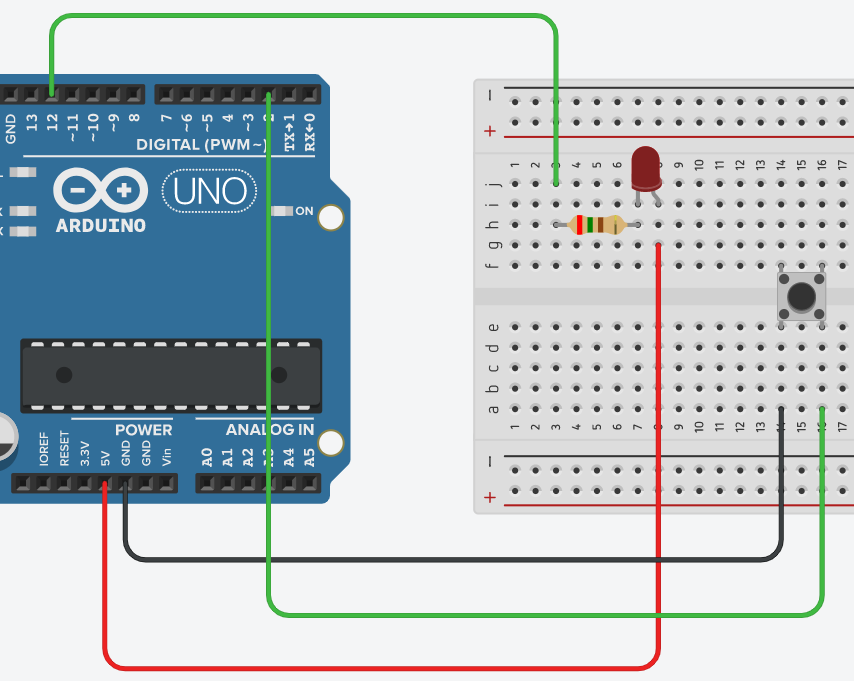 GND 13 12 ~11 ~10 ~9 8 7 ~6 ~5 4 ~3 2 TX→1 RX←0
DIGITAL (PWM ~)
UNO
ON
ARDUINO
POWER
ANALOG IN
IOREF RESET 3.3V 5V GND GND Vin A0 A1 A2 A3 A4 A5
−
+
1 2 3 4 5 6 7 8 9 10 11 12 13 14 15 16 17
j
i
h
g
f
e
d
c
b
a
1 2 3 4 5 6 7 8 9 10 11 12 13 14 15 16 17
−
+